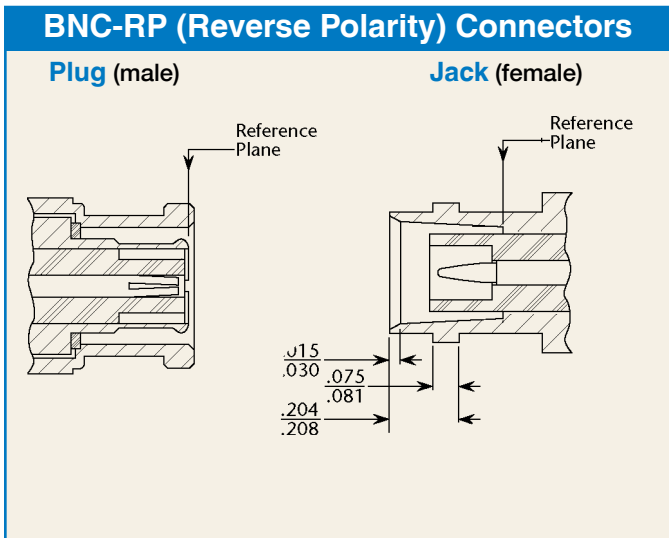 BNC-RP (Reverse Polarity) Connectors
Plug (male)
Jack (female)
Reference
Plane
Reference
Plane
.015
.030
.075
.081
.204
.208